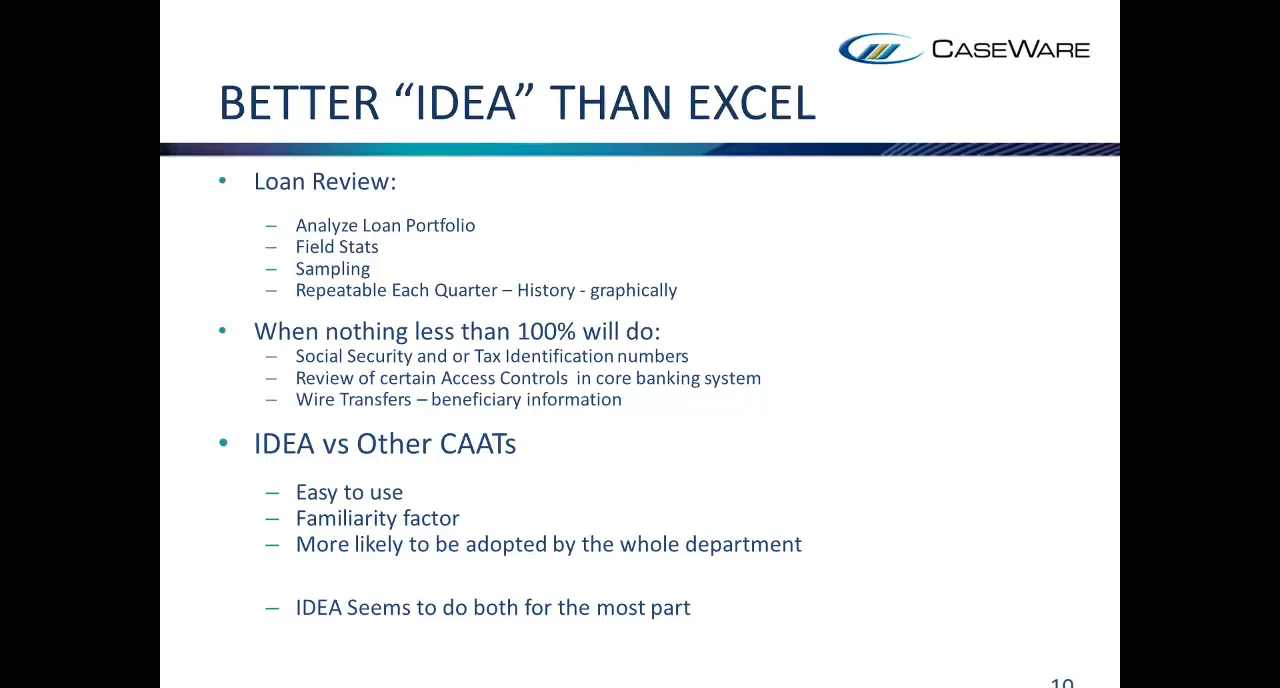 CASEWARE
BETTER “IDEA” THAN EXCEL
• Loan Review:
– Analyze Loan Portfolio
– Field Stats
– Sampling
– Repeatable Each Quarter – History - graphically
• When nothing less than 100% will do:
– Social Security and or Tax Identification numbers
– Review of certain Access Controls in core banking system
– Wire Transfers – beneficiary information
• IDEA vs Other CAATs
– Easy to use
– Familiarity factor
– More likely to be adopted by the whole department
– IDEA Seems to do both for the most part
10